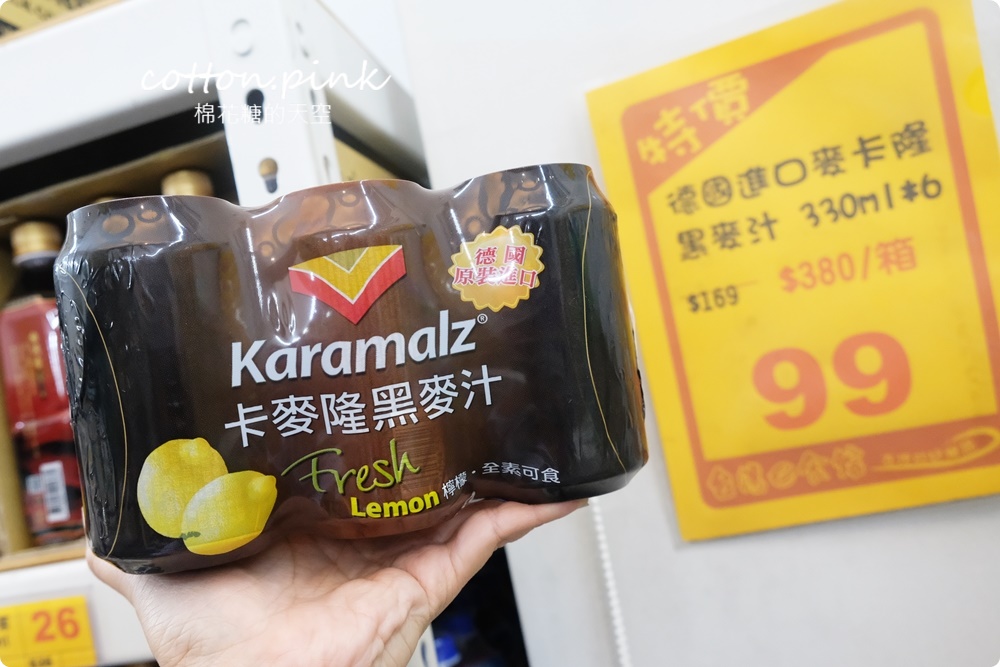 cotton.pink
棉花糖的天空
德國
原裝進口
Karamalz®
卡麥隆黑麥汁
Fresh
Lemon 檸檬・全素可食
特價
德國進口麥卡隆
黑麥汁 330ml*6
$169 $380/箱
99
26